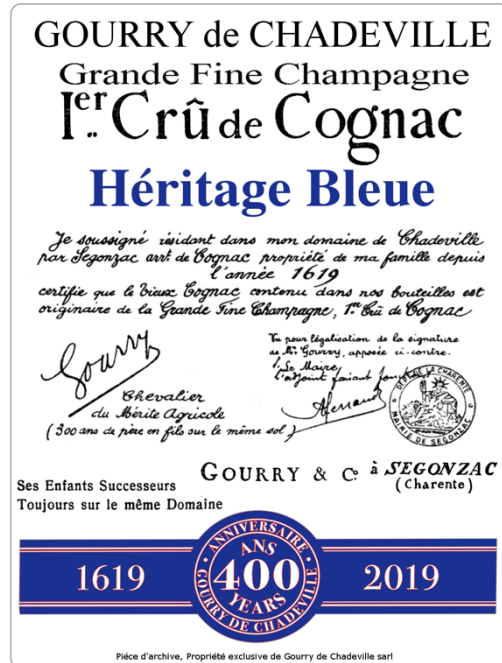 GOURRY de CHADEVILLE
Grande Fine Champagne
Ier Crû de Cognac
Héritage Bleue
Je soussigné résidant dans mon domaine de Chadeville
par Segonzac arrt. de Cognac propriété de ma famille depuis
l'année 1619
certifie que le vieux Cognac contenu dans nos bouteilles est
originaire de la Grande Fine Champagne, 1er Crû de Cognac
Gourry
Chevalier
du Mérite Agricole
(300 ans de père en fils sur le même sol)
Vu pour légalisation de la signature
de Mr. Gourry, apposée ci-contre.
Le Maire,
l'adjoint faisant
DEPT DE LA CHARENTE
MAIRIE DE SEGONZAC
Ses Enfants Successeurs
Toujours sur le même Domaine
GOURRY & Co. à SEGONZAC
(Charente)
ANNIVERSAIRE
1619 ANS 400 YEARS 2019
GOURRY DE CHADEVILLE
Piéce d'archive, Propriété exclusive de Gourry de Chadeville sarl